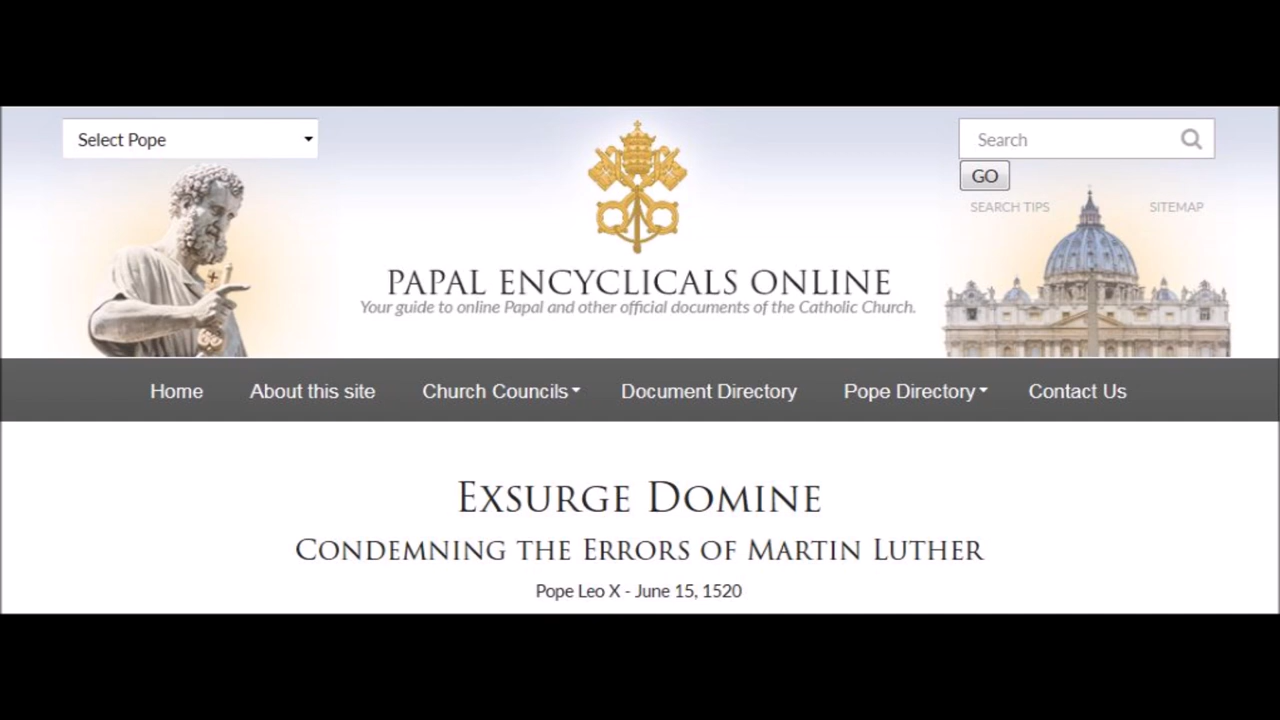 Select Pope
Search
GO
SEARCH TIPS
SITEMAP
PAPAL ENCYCLICALS ONLINE
Your guide to online Papal and other official documents of the Catholic Church.
Home About this site Church Councils Document Directory Pope Directory Contact Us
EXSURGE DOMINE
CONDEMNING THE ERRORS OF MARTIN LUTHER
Pope Leo X - June 15, 1520